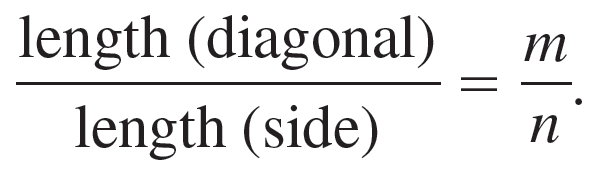 length (diagonal) / length (side) = m / n.